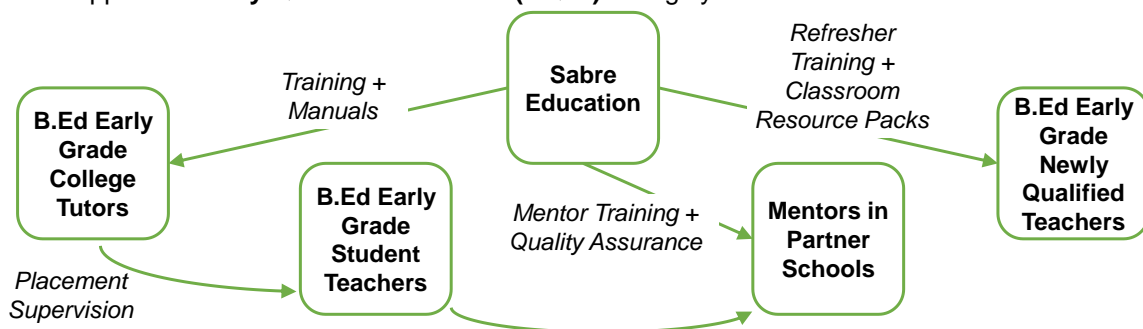 Sabre
Education
Training +
Manuals
Refresher
Training +
Classroom
Resource Packs
B.Ed Early
Grade
College
Tutors
B.Ed Early
Grade
Student
Teachers
Mentor Training +
Quality Assurance
Mentors in
Partner
Schools
B.Ed Early
Grade
Newly
Qualified
Teachers
Placement
Supervision